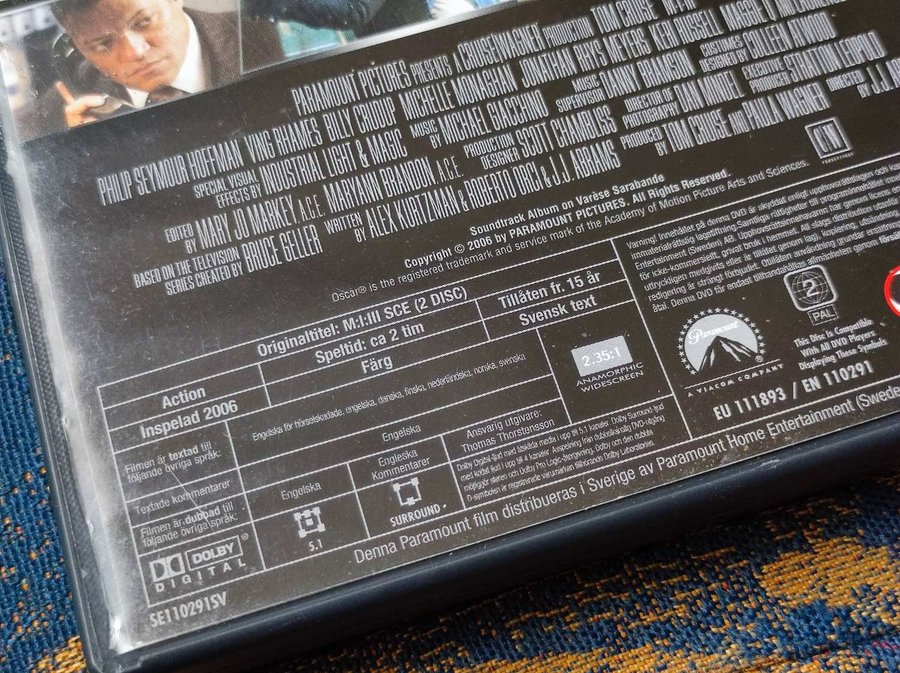 PARAMOUNT PICTURES PRESENTS A CRUISE/WAGNER PRODUCTION TOM CRUISE
PHILIP SEYMOUR HOFFMAN VING RHAMES BILLY CRUDUP MICHELLE MONAGHAN JONATHAN RHYS MEYERS KERI RUSSELL MAGGIE Q
SPECIAL VISUAL EFFECTS BY INDUSTRIAL LIGHT & MAGIC MUSIC BY MICHAEL GIACCHINO MUSIC SUPERVISOR DANNY BRAMSON COSTUMES DESIGNED BY COLLEEN ATWOOD
EDITED BY MARY JO MARKEY A.C.E. MARYANN BRANDON A.C.E. PRODUCTION DESIGNER SCOTT CHAMBLISS DIRECTOR OF PHOTOGRAPHY DAN MINDEL EXECUTIVE PRODUCER STRATTON LEOPOLD
BASED ON THE TELEVISION SERIES CREATED BY BRUCE GELLER WRITTEN BY ALEX KURTZMAN & ROBERTO ORCI & J.J. ABRAMS PRODUCED BY TOM CRUISE AND PAULA WAGNER DIRECTED BY J.J.
Soundtrack Album on Varèse Sarabande
Copyright © 2006 by PARAMOUNT PICTURES. All Rights Reserved.
Oscar® is the registered trademark and service mark of the Academy of Motion Picture Arts and Sciences.
Originaltitel: M:I:III SCE (2 DISC)
Action
Speltid: ca 2 tim
Tillåten fr. 15 år
Inspelad 2006
Färg
Svensk text
Filmen är textad till följande övriga språk:
Engelska för hörselskadade, engelska, danska, finska, nederländska, norska, svenska
Textade kommentarer
Engelska
Filmen är dubbad till följande övriga språk:
Engelska
Engleska Kommentarer
Ansvarig utgivare:
Thomas Thorstensson
2.35:1
ANAMORPHIC
WIDESCREEN
DOLBY
DIGITAL
5.1
SURROUND
Denna Paramount film distribueras i Sverige av Paramount Home Entertainment (Swede
SE110291SV
Paramount
A VIACOM COMPANY
2
PAL
This Disc Is Compatible
With All DVD Players
Displaying These Symbols
EU 111893 / EN 110291